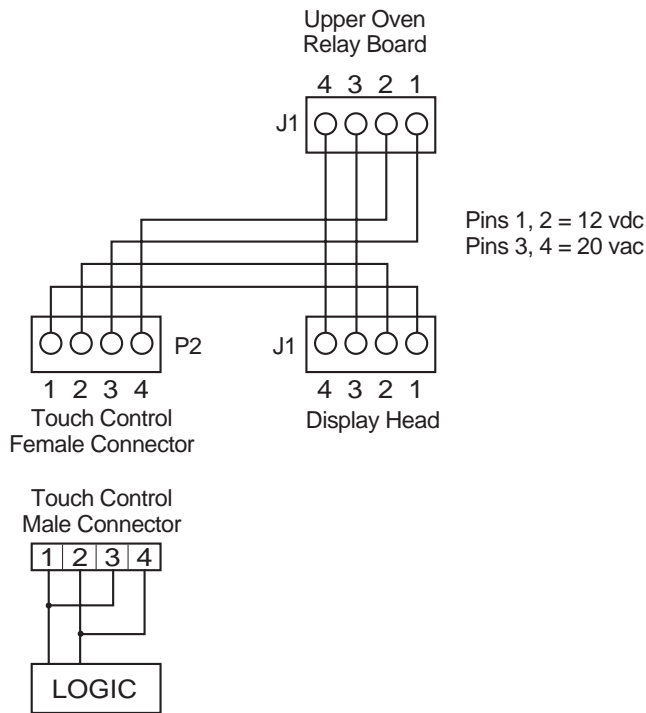 Upper Oven
Relay Board
4 3 2 1
J1
Pins 1, 2 = 12 vdc
Pins 3, 4 = 20 vac
P2
J1
1 2 3 4
4 3 2 1
Touch Control
Female Connector
Display Head
Touch Control
Male Connector
1 2 3 4
LOGIC